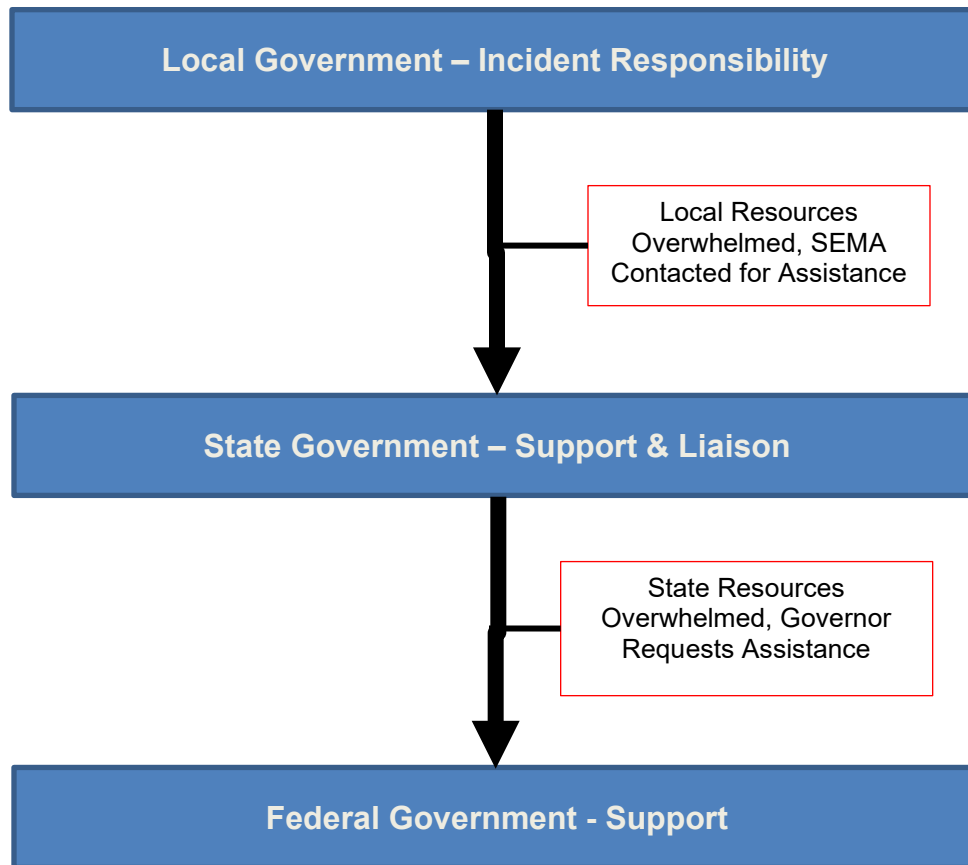 Local Government – Incident Responsibility
Local Resources
Overwhelmed, SEMA
Contacted for Assistance
State Government – Support & Liaison
State Resources
Overwhelmed, Governor
Requests Assistance
Federal Government - Support